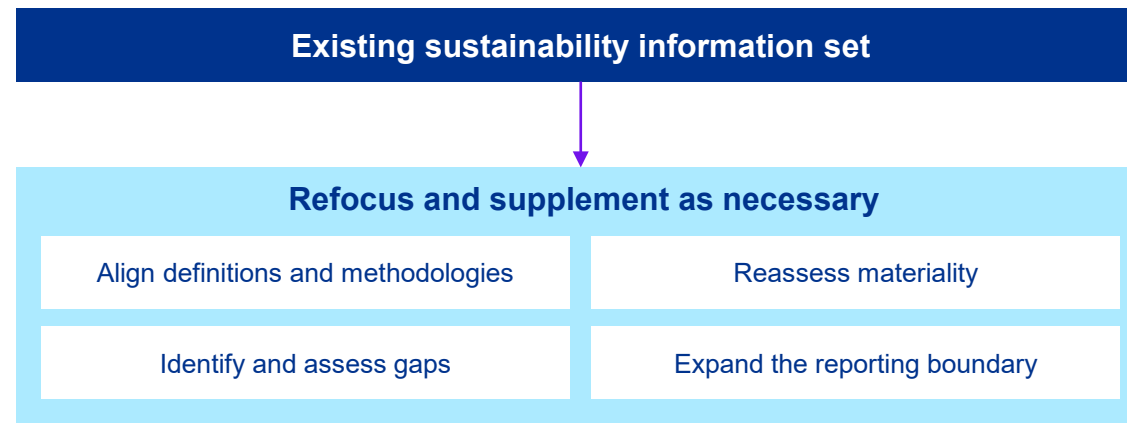 Existing sustainability information set
Refocus and supplement as necessary
Align definitions and methodologies
Reassess materiality
Identify and assess gaps
Expand the reporting boundary